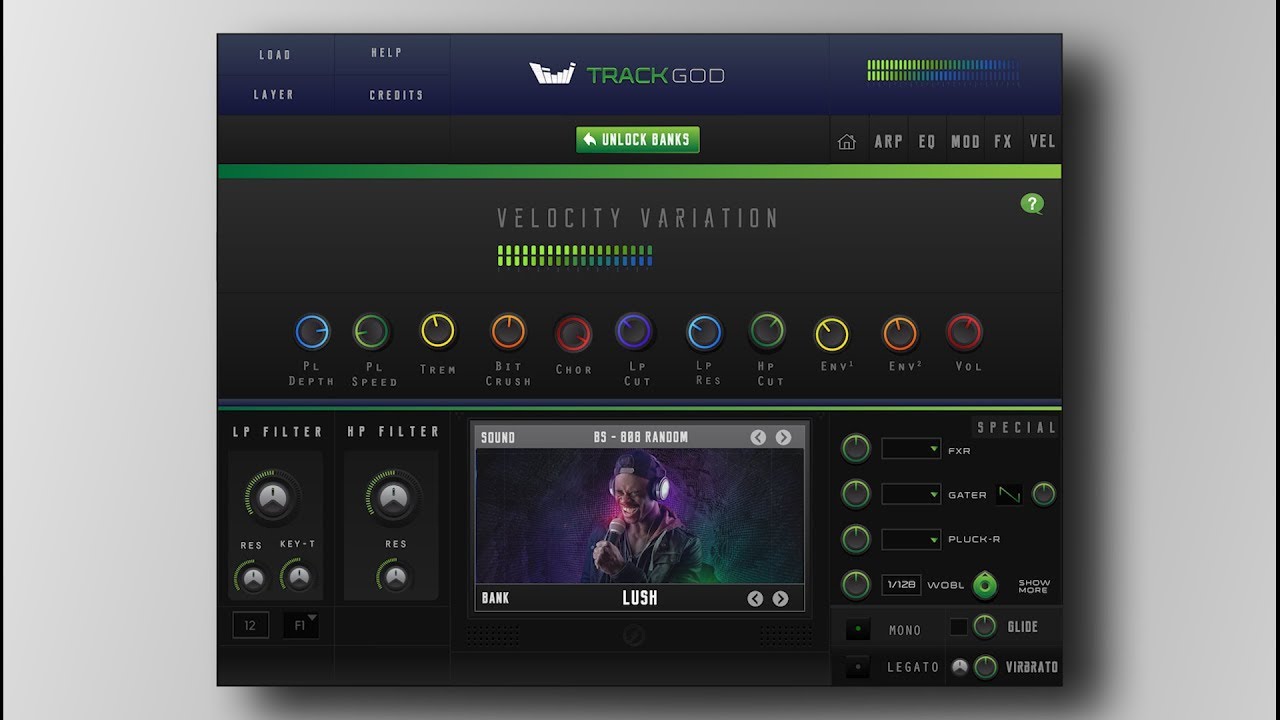 LOAD
HELP
LAYER
CREDITS
TRACKGOD
UNLOCK BANKS
ARP EQ MOD FX VEL
VELOCITY VARIATION
?
PL DEPTH
PL SPEED
TREM
BIT CRUSH
CHOR
LP CUT
LP RES
HP CUT
ENV1
ENV2
VOL
LP FILTER
RES KEY-T
12 F1
HP FILTER
RES
SOUND BS - 808 RANDOM
BANK LUSH
SPECIAL
FXR
GATER
PLUCK-R
1/128 WOBL SHOW MORE
MONO GLIDE
LEGATO VIRBRATO